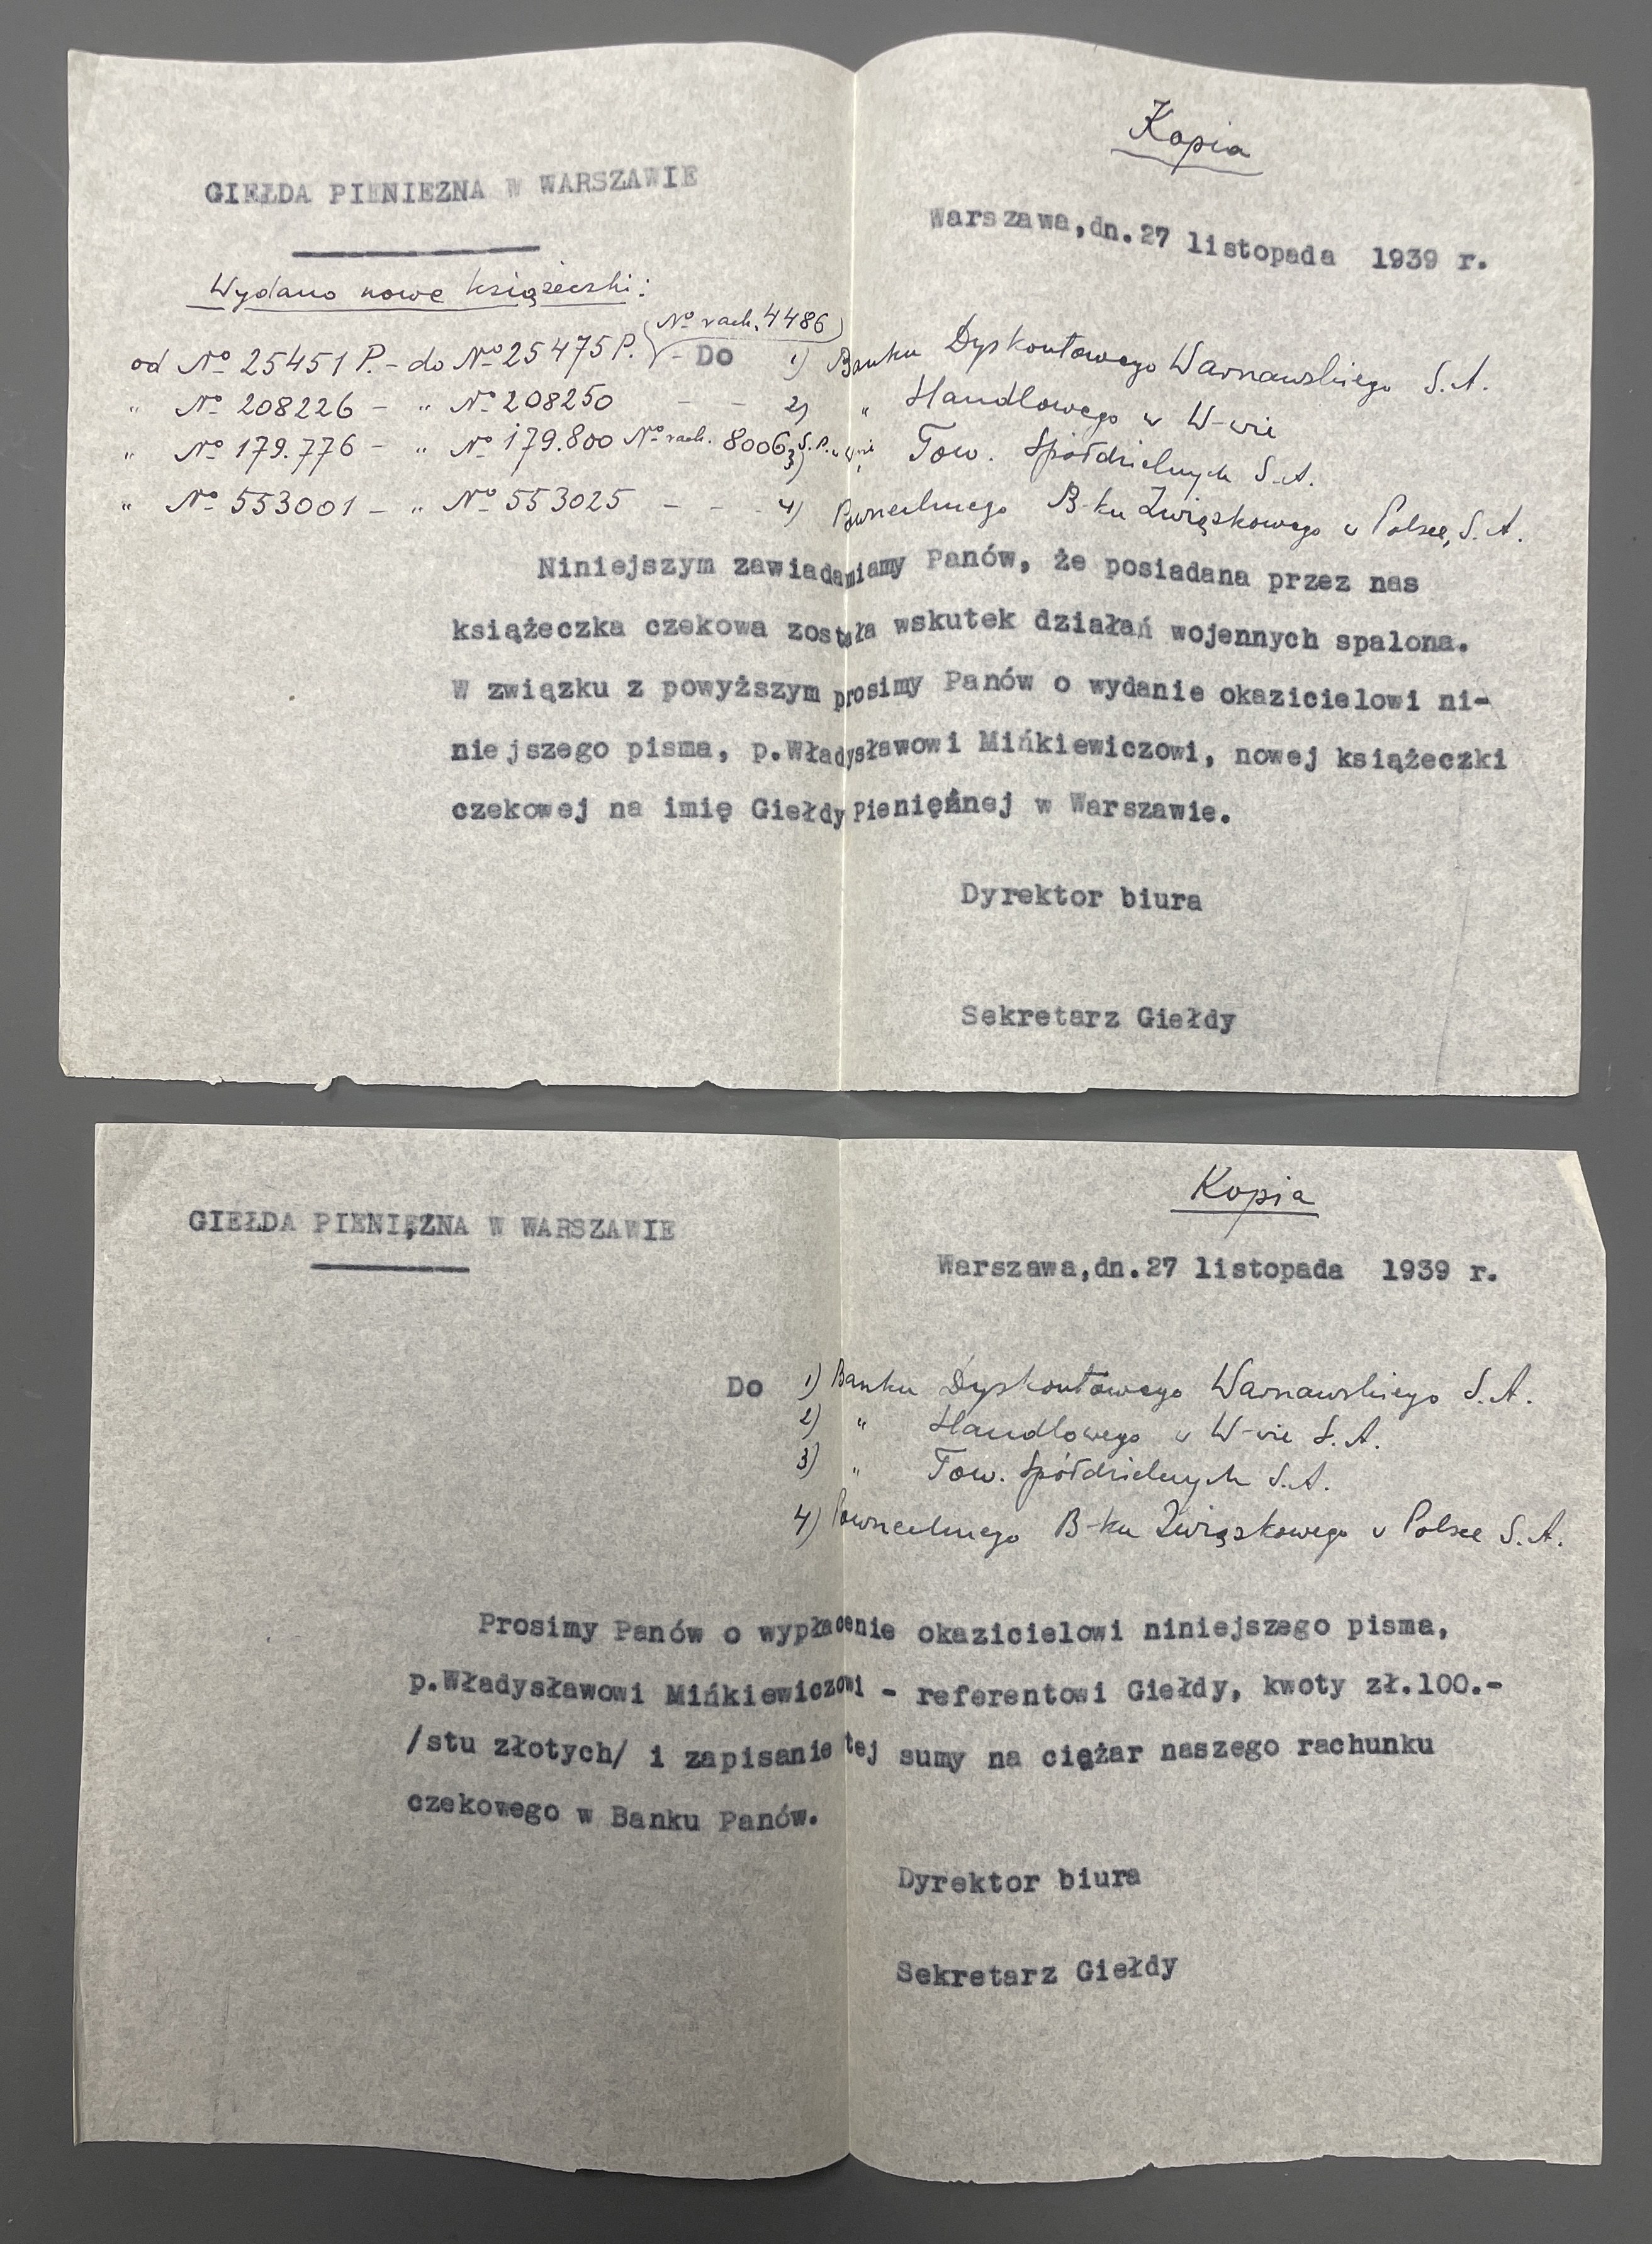 Kopia
GIEŁDA PIENIEZNA W WARSZAWIE
Warszawa,dn.27 listopada 1939 r.
Wydano nowe książeczki:
(No rach. 4486)
od No 25451 P. - do No 25475 P. - Do 1) Banku Dyskontowego Warszawskiego S.A.
" No 208226 - " No 208250 - - 2) " Handlowego w W-wie
" No 179.776 - " No 179.800 No rach. 8006 3) " Tow. Spółdzielnych S.A.
" No 553001 - " No 553025 - - - 4) Powszechnego B-ku Związkowego w Polsce, S.A.
Niniejszym zawiadamiamy Panów, że posiadana przez nas
książeczka czekowa została wskutek działań wojennych spalona.
W związku z powyższym prosimy Panów o wydanie okazicielowi ni-
niejszego pisma, p.Władysławowi Mińkiewiczowi, nowej książeczki
czekowej na imię Giełdy Pieniężnej w Warszawie.
Dyrektor biura
Sekretarz Giełdy
Kopia
GIEŁDA PIENIĘŻNA W WARSZAWIE
Warszawa,dn.27 listopada 1939 r.
Do 1) Banku Dyskontowego Warszawskiego S.A.
2) " Handlowego w W-wie S.A.
3) " Tow. Spółdzielnych S.A.
4) Powszechnego B-ku Związkowego w Polsce S.A.
Prosimy Panów o wypłacenie okazicielowi niniejszego pisma,
p.Władysławowi Mińkiewiczowi - referentowi Giełdy, kwoty zł.100.-
/stu złotych/ i zapisanie tej sumy na ciężar naszego rachunku
czekowego w Banku Panów.
Dyrektor biura
Sekretarz Giełdy